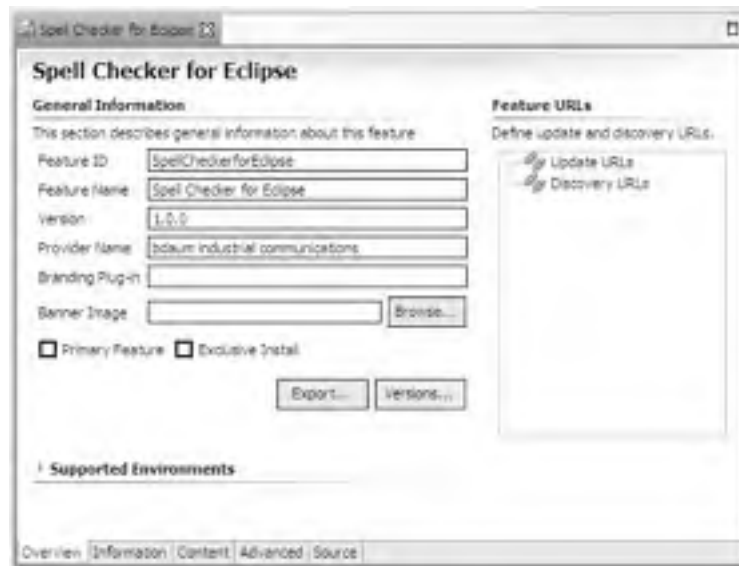 Spell Checker for Eclipse
Spell Checker for Eclipse
General Information
This section describes general information about this feature
Feature ID SpellCheckerforEclipse
Feature Name Spell Checker for Eclipse
Version 1.0.0
Provider Name bdaum industrial communications
Branding Plug-in
Banner Image Browse...
Primary Feature Exclusive Install
Export... Versions...
Supported Environments
Feature URLs
Define update and discovery URLs.
Update URLs
Discovery URLs
Overview Information Content Advanced Source